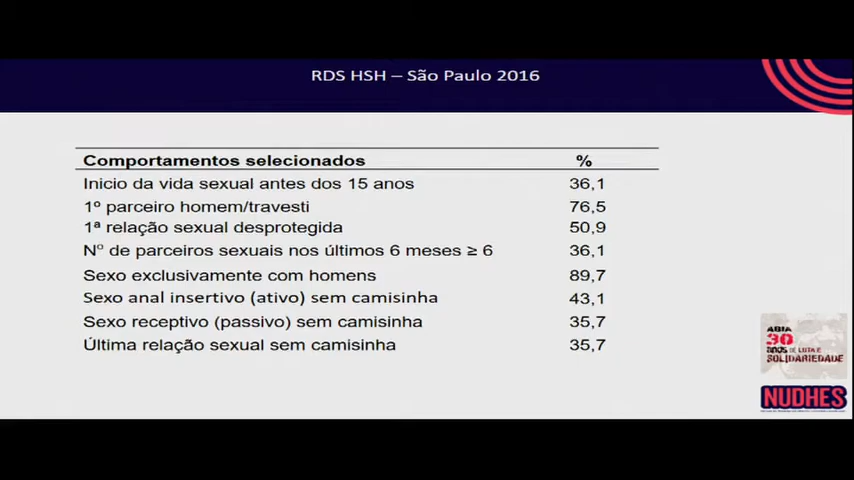 RDS HSH – São Paulo 2016
Comportamentos selecionados %
Inicio da vida sexual antes dos 15 anos 36,1
1º parceiro homem/travesti 76,5
1ª relação sexual desprotegida 50,9
Nº de parceiros sexuais nos últimos 6 meses ≥ 6 36,1
Sexo exclusivamente com homens 89,7
Sexo anal insertivo (ativo) sem camisinha 43,1
Sexo receptivo (passivo) sem camisinha 35,7
Última relação sexual sem camisinha 35,7
ABIA
30
ANOS DE LUTA E
SOLIDARIEDADE
NUDHES